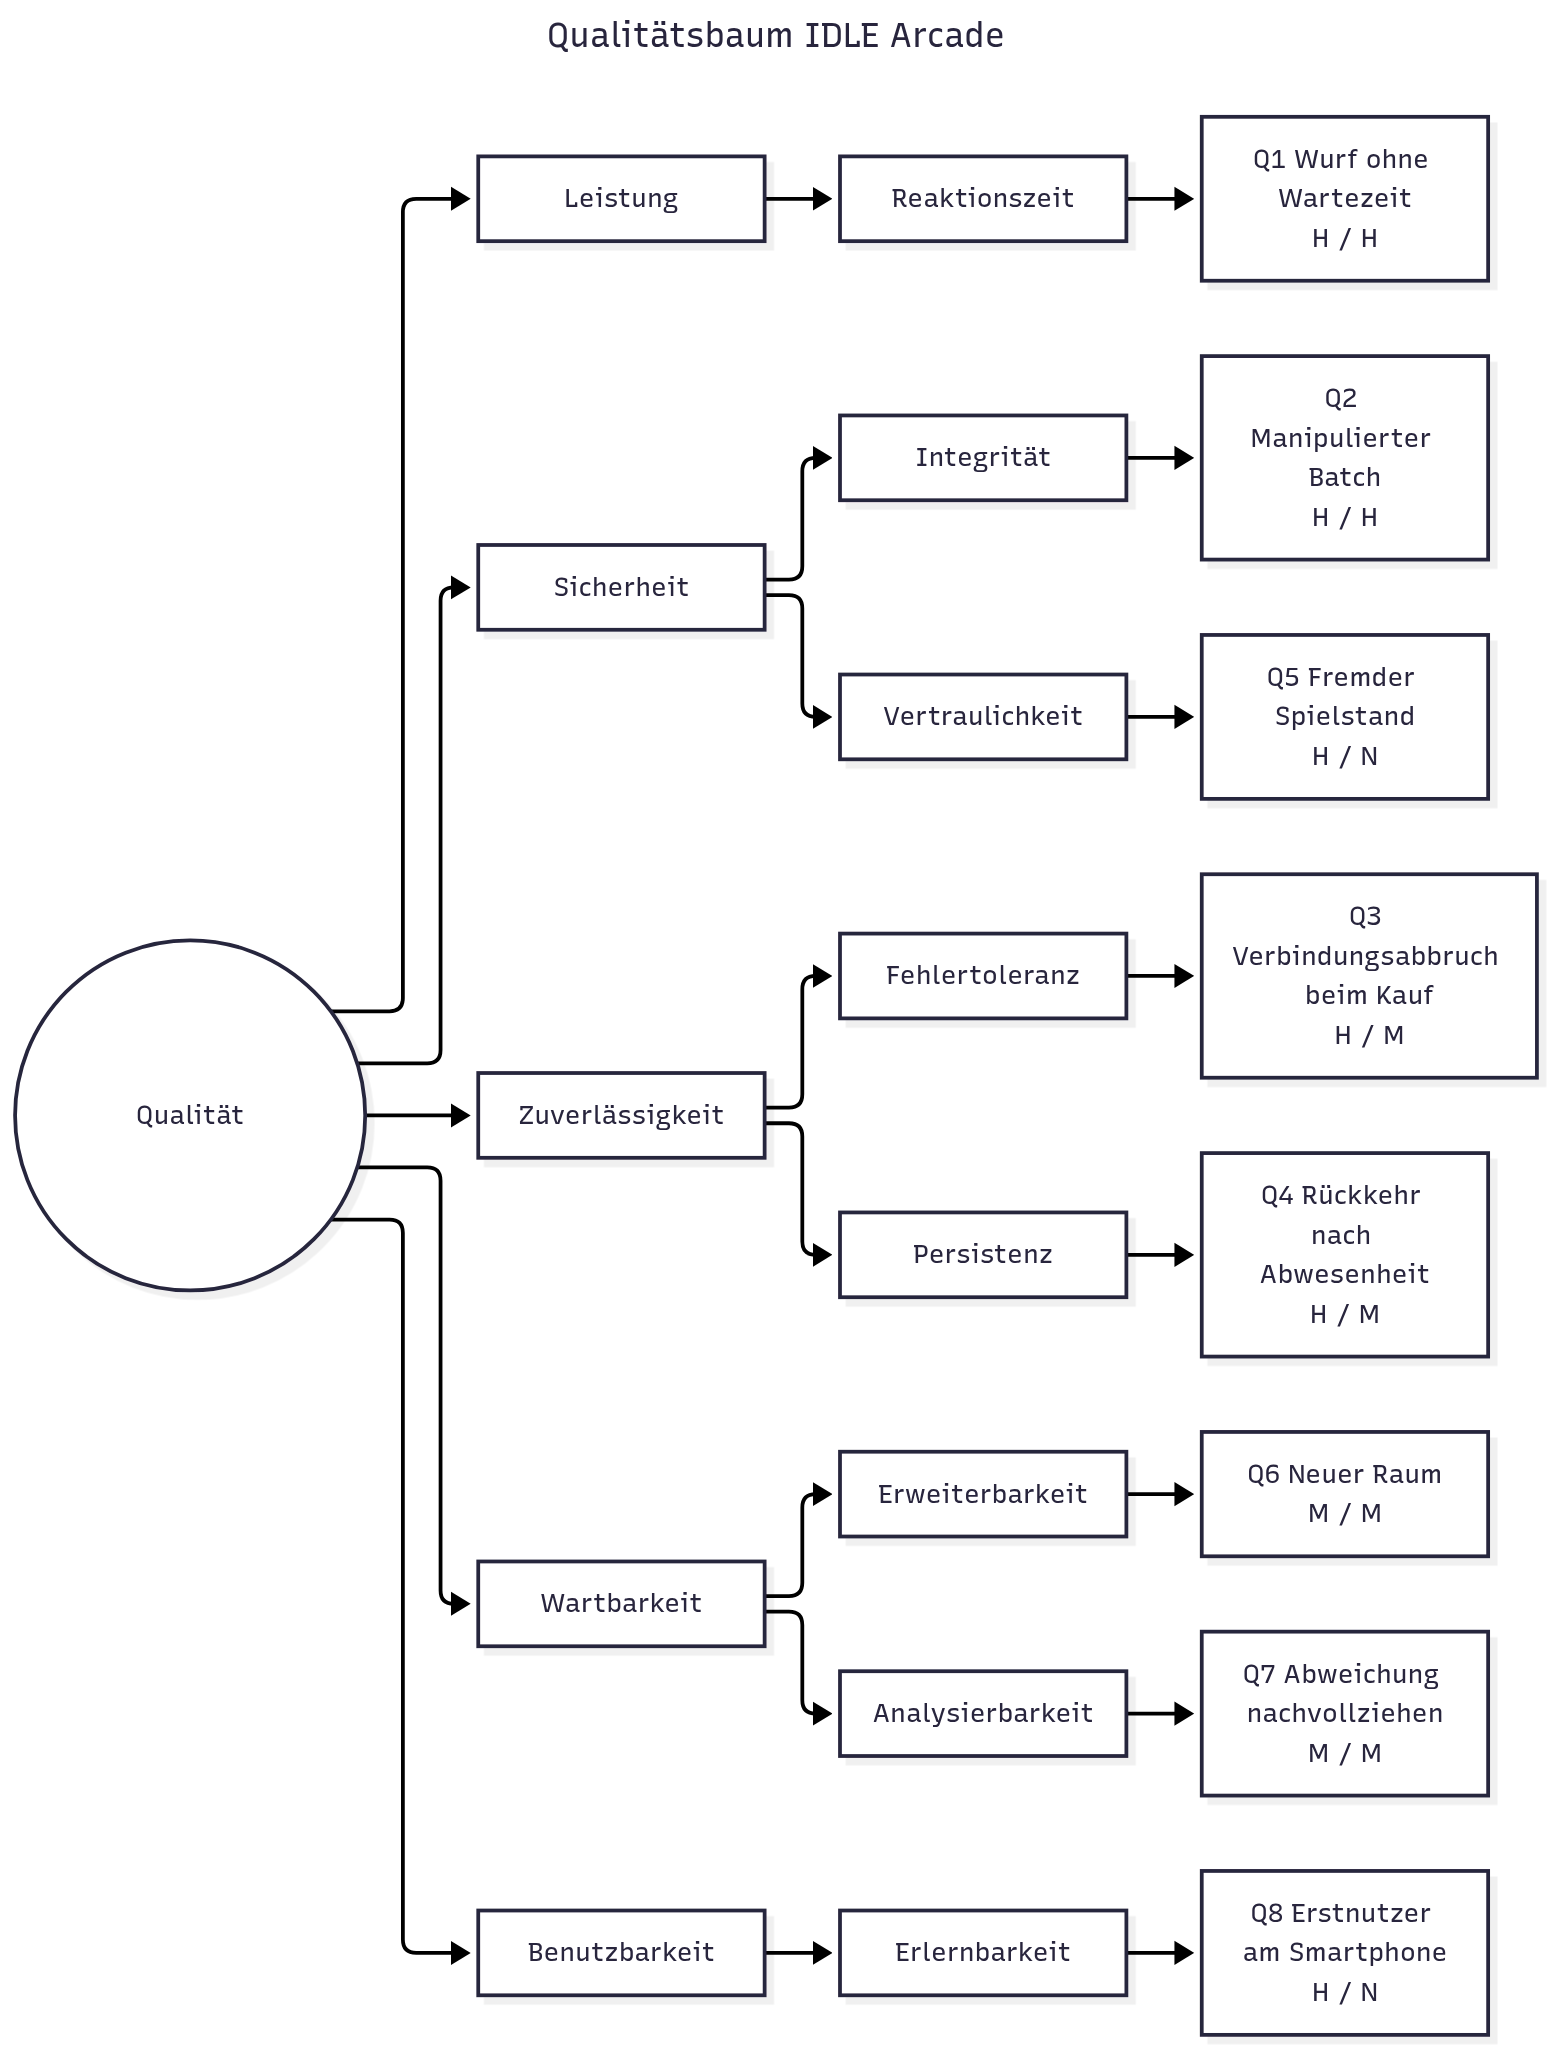 Qualitätsbaum IDLE Arcade
Qualität
Leistung
Reaktionszeit
Q1 Wurf ohne
Wartezeit
H / H
Sicherheit
Integrität
Q2
Manipulierter
Batch
H / H
Vertraulichkeit
Q5 Fremder
Spielstand
H / N
Zuverlässigkeit
Fehlertoleranz
Q3
Verbindungsabbruch
beim Kauf
H / M
Persistenz
Q4 Rückkehr
nach
Abwesenheit
H / M
Wartbarkeit
Erweiterbarkeit
Q6 Neuer Raum
M / M
Analysierbarkeit
Q7 Abweichung
nachvollziehen
M / M
Benutzbarkeit
Erlernbarkeit
Q8 Erstnutzer
am Smartphone
H / N